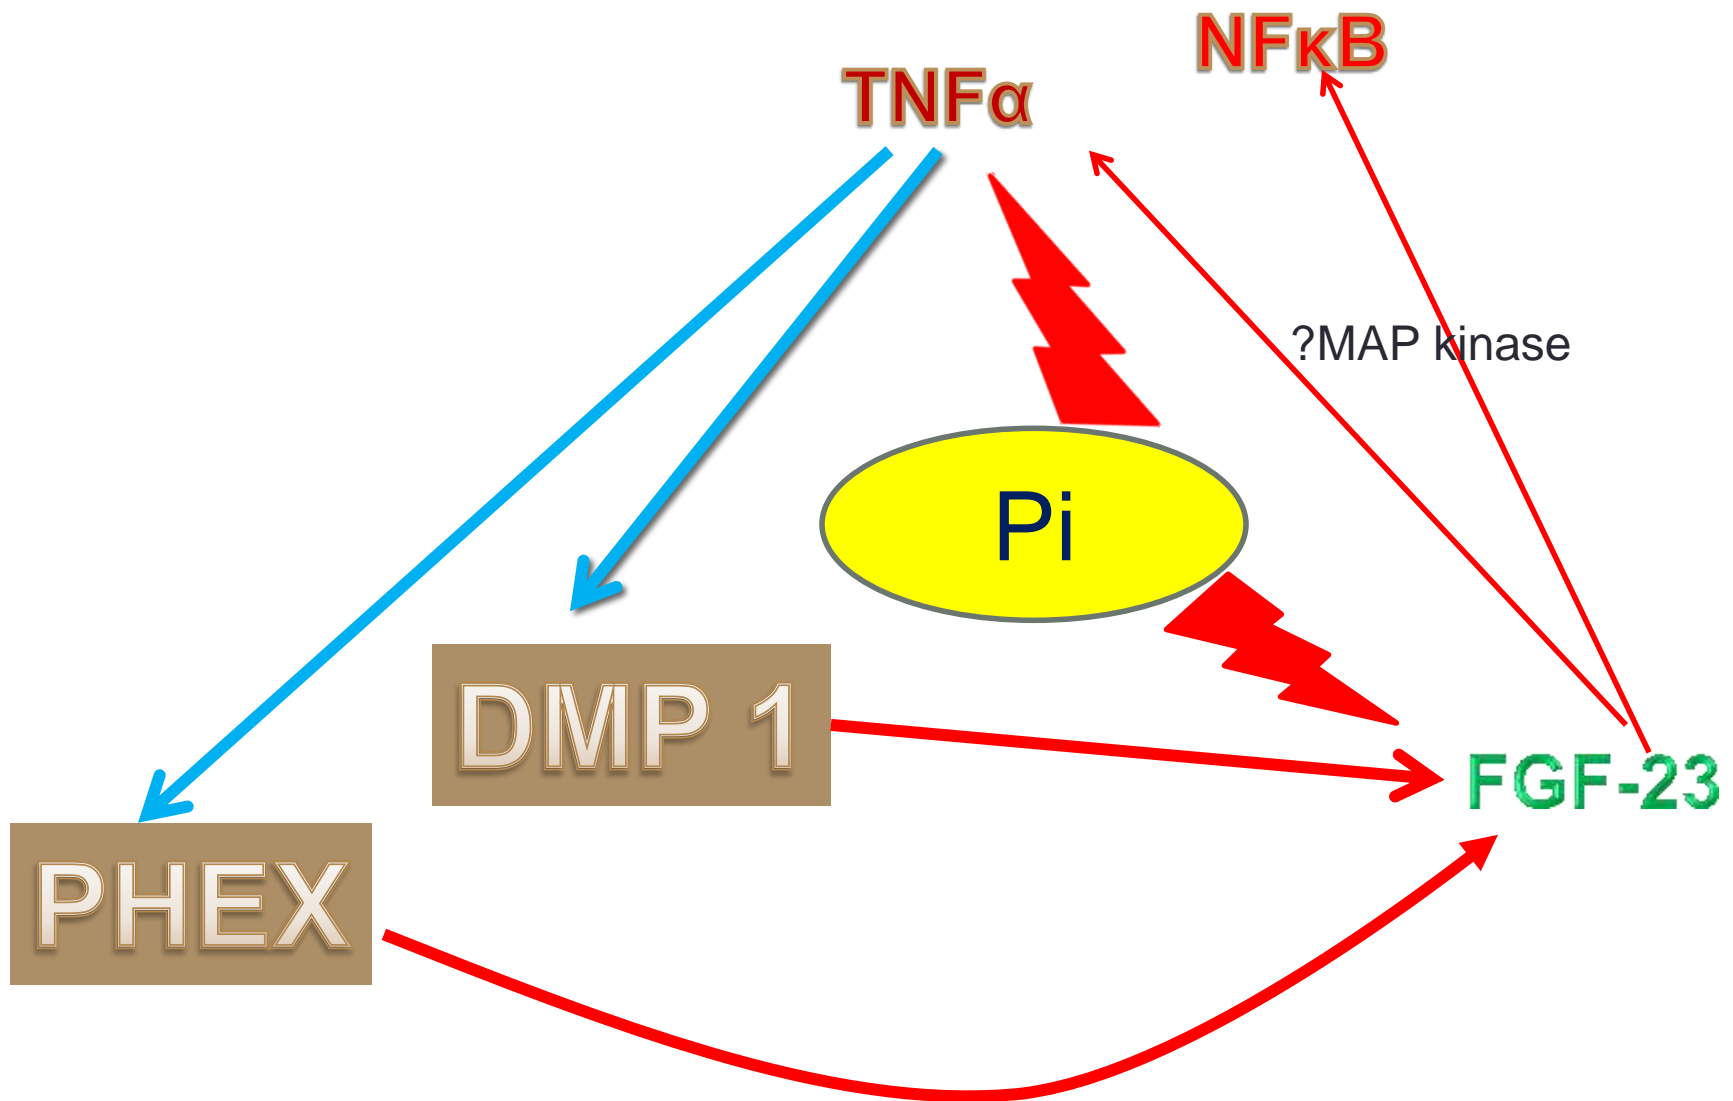 NFκB
TNFα
?MAP kinase
Pi
DMP 1
FGF-23
PHEX